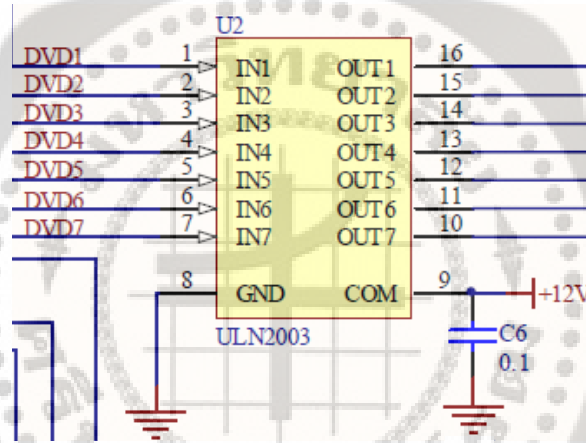 U2
DVD1 1 IN1 OUT1 16
DVD2 2 IN2 OUT2 15
DVD3 3 IN3 OUT3 14
DVD4 4 IN4 OUT4 13
DVD5 5 IN5 OUT5 12
DVD6 6 IN6 OUT6 11
DVD7 7 IN7 OUT7 10
8 GND COM 9 +12V
ULN2003
C6
0.1